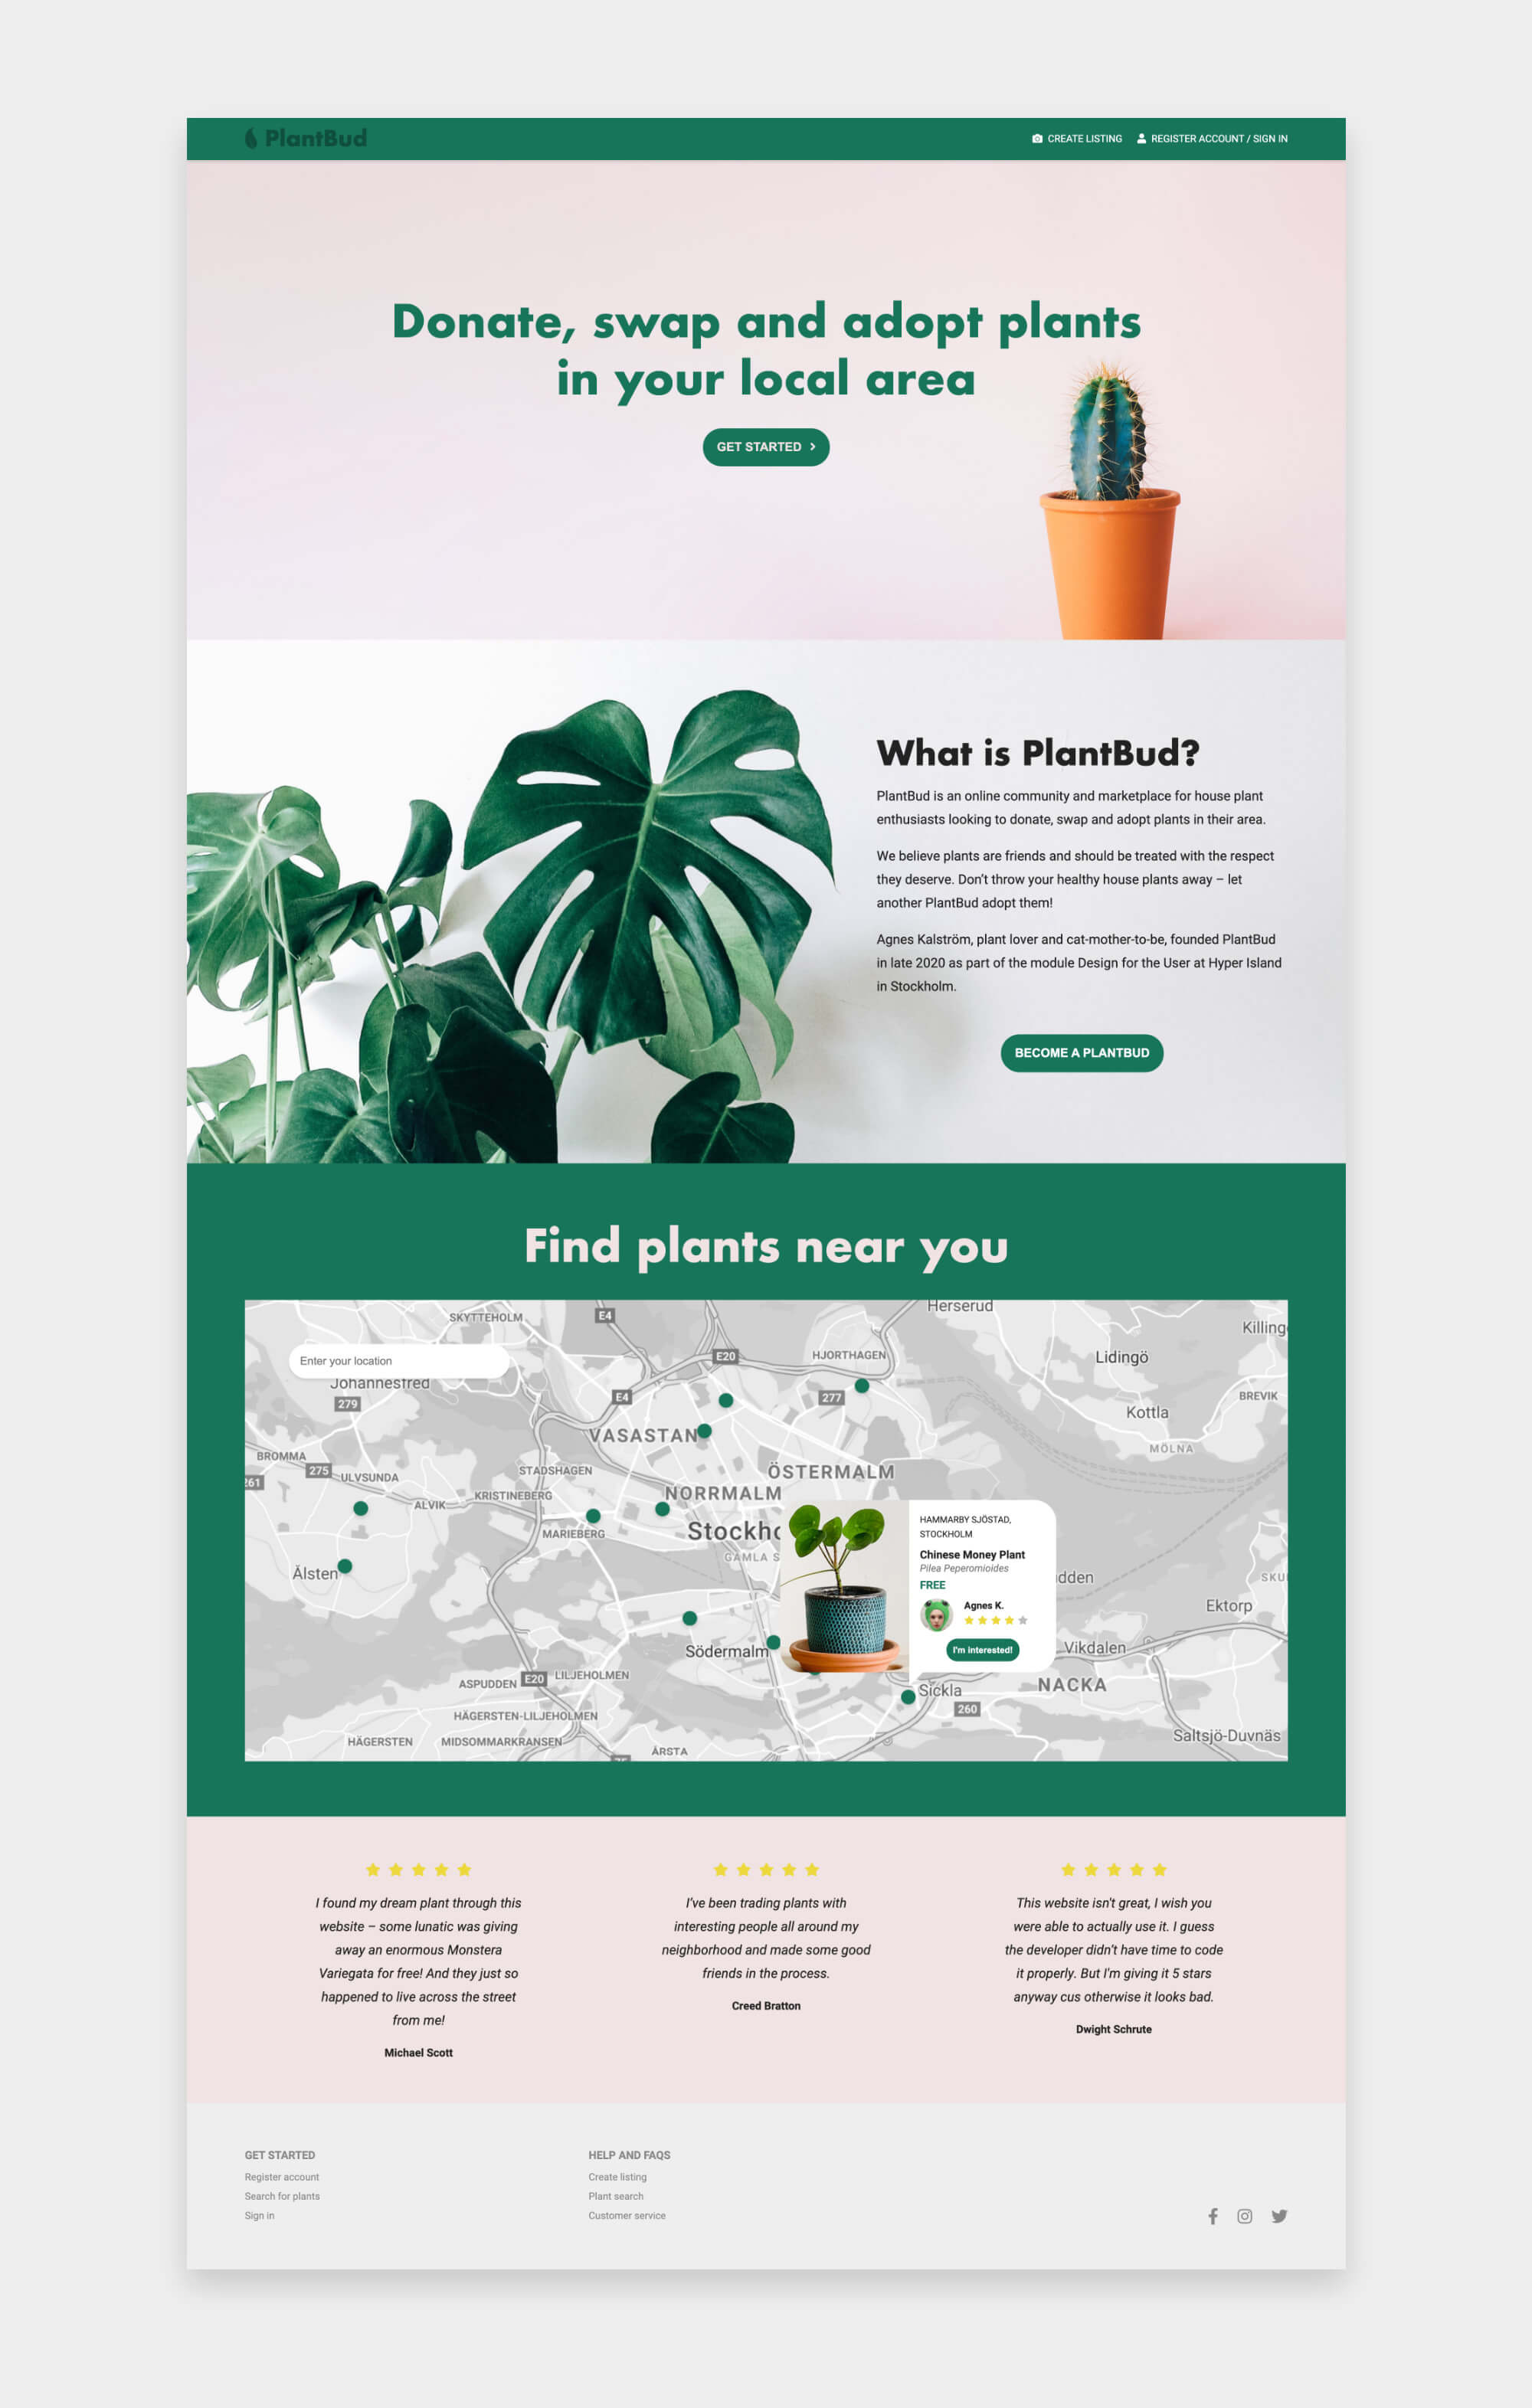 PlantBud
CREATE LISTING
REGISTER ACCOUNT / SIGN IN
Donate, swap and adopt plants
in your local area
GET STARTED
What is PlantBud?
PlantBud is an online community and marketplace for house plant
enthusiasts looking to donate, swap and adopt plants in their area.
We believe plants are friends and should be treated with the respect
they deserve. Don't throw your healthy house plants away – let
another PlantBud adopt them!
Agnes Kalström, plant lover and cat-mother-to-be, founded PlantBud
in late 2020 as part of the module Design for the User at Hyper Island
in Stockholm.
BECOME A PLANTBUD
Find plants near you
Herserud
SKYTTEHOLM
E4
Killing
Enter your location
E20
HJORTHAGEN
Lidingö
Johannesfred
279
E4
277
BREVIK
Kottla
VASASTAN
MÖLNA
BROMMA
275
ULVSUNDA
261
STADSHAGEN
ÖSTERMALM
KRISTINEBERG
NORRMALM
ALVIK
MARIEBERG
Stockho
GAMLA S
HAMMARBY SJÖSTAD,
STOCKHOLM
Chinese Money Plant
Pilea Peperomioides
FREE
Agnes K.
I'm interested!
Älsten
dden
SKU
Ektorp
Södermalm
Vikdalen
ASPUDDEN
E20
LILJEHOLMEN
Sickla
NACKA
260
HÄGERSTEN-LILJEHOLMEN
HÄGERSTEN
MIDSOMMARKRANSEN
ÅRSTA
Saltsjö-Duvnäs
75
I found my dream plant through this
website – some lunatic was giving
away an enormous Monstera
Variegata for free! And they just so
happened to live across the street
from me!
Michael Scott
I've been trading plants with
interesting people all around my
neighborhood and made some good
friends in the process.
Creed Bratton
This website isn't great, I wish you
were able to actually use it. I guess
the developer didn't have time to code
it properly. But I'm giving it 5 stars
anyway cus otherwise it looks bad.
Dwight Schrute
GET STARTED
Register account
Search for plants
Sign in
HELP AND FAQS
Create listing
Plant search
Customer service